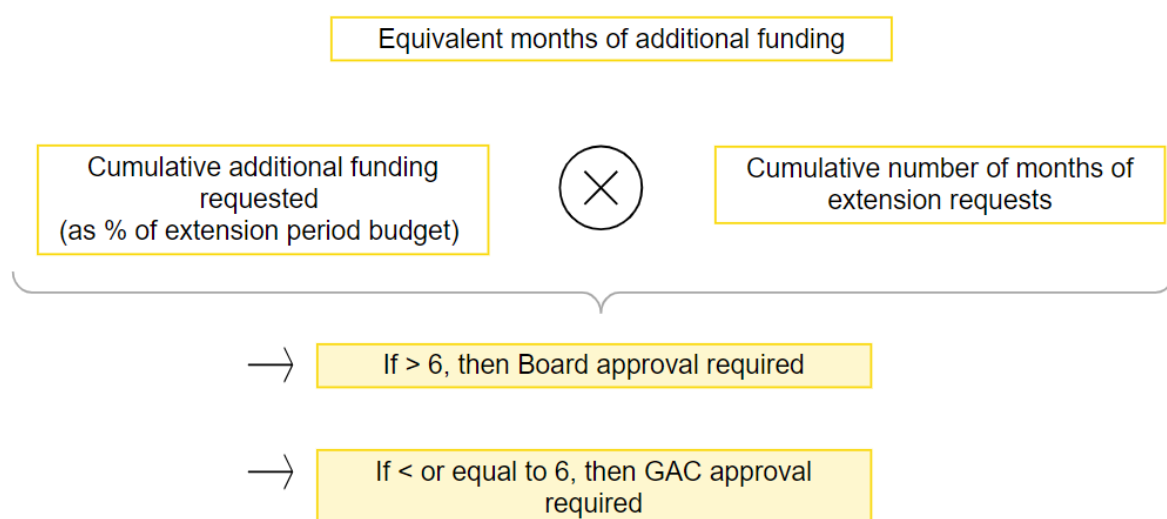 Equivalent months of additional funding
Cumulative additional funding
requested
(as % of extension period budget)
Cumulative number of months of
extension requests
If > 6, then Board approval required
If < or equal to 6, then GAC approval
required